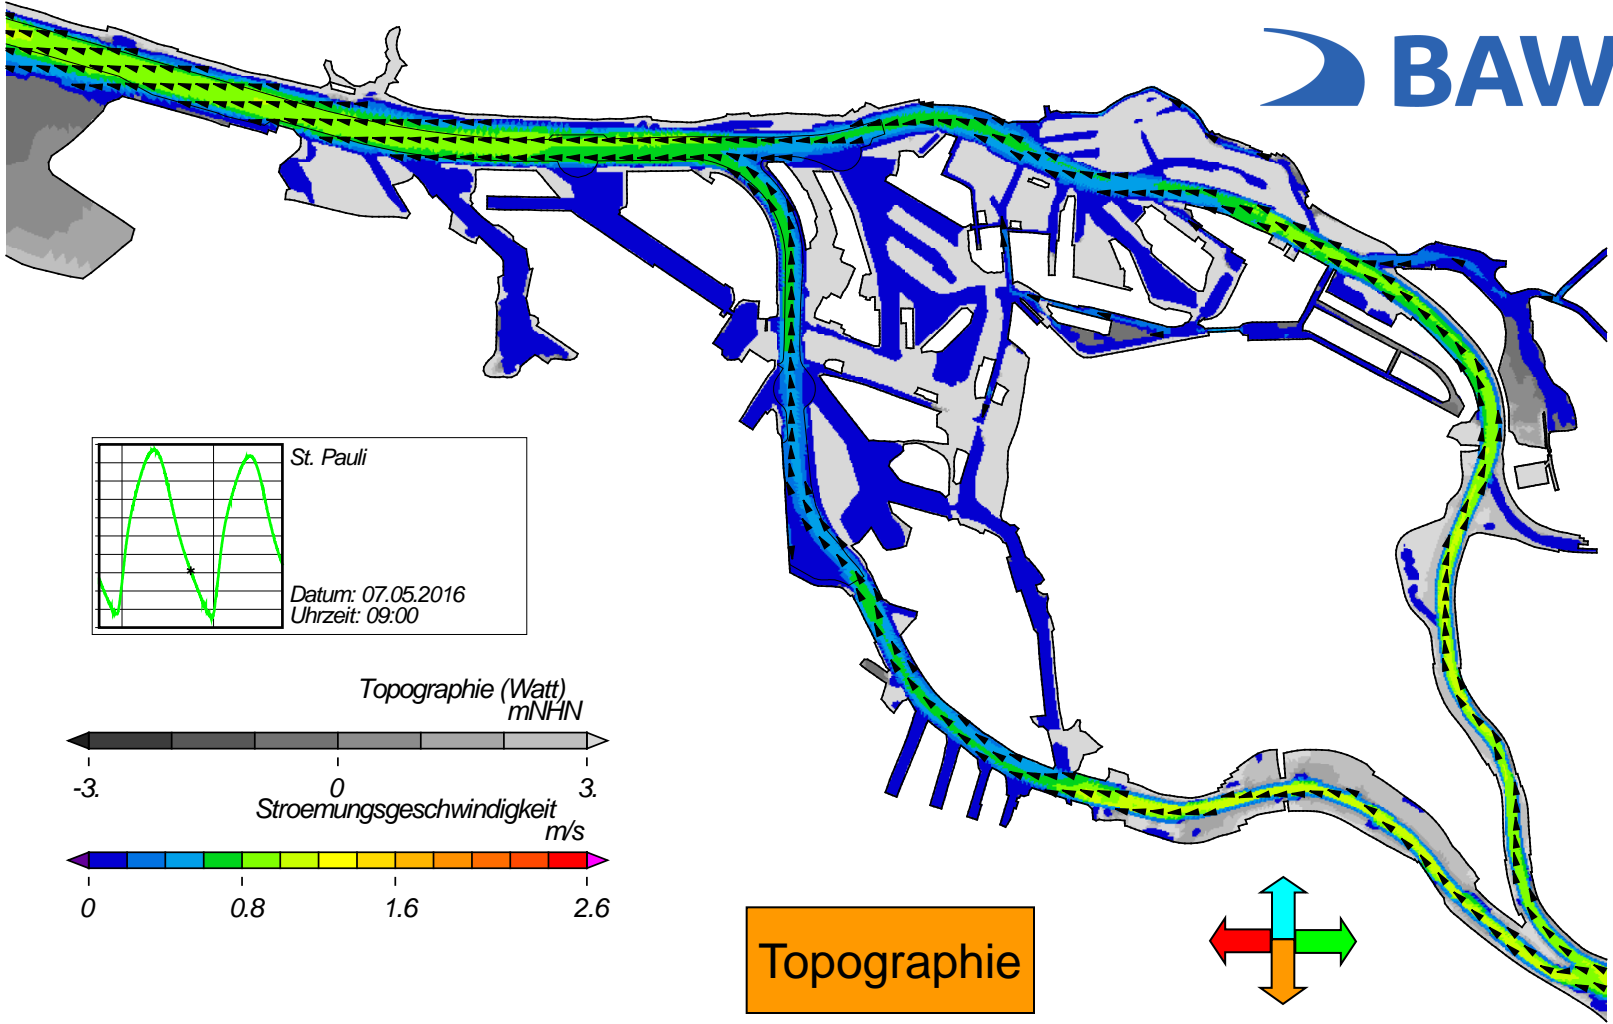 BAW
St. Pauli
Datum: 07.05.2016
Uhrzeit: 09:00
Topographie (Watt)
mNHN
-3. 0 3.
Stroemungsgeschwindigkeit
m/s
0 0.8 1.6 2.6
Topographie